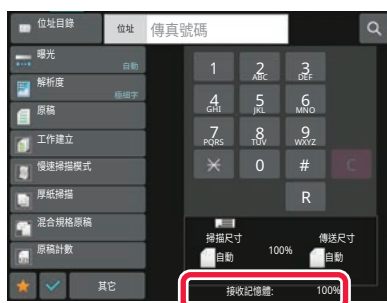 位址目錄
位址 傳真號碼
曝光
自動
解析度
極細字
原稿
工作建立
慢速掃描模式
厚紙掃描
混合規格原稿
原稿計數
其它
1 2 3
ABC DEF
4 5 6
GHI JKL MNO
7 8 9
PQRS TUV WXYZ
0 # C
R
掃描尺寸 傳送尺寸
自動 100% 自動
接收記憶體: 100%